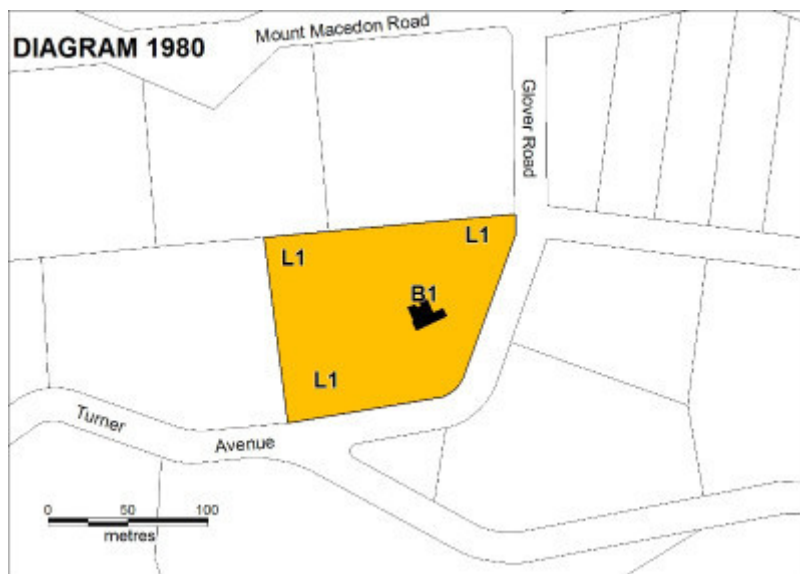 Mount Macedon Road
DIAGRAM 1980
Glover Road
L1
L1
B1
L1
Turner
Avenue
0 50 100
metres